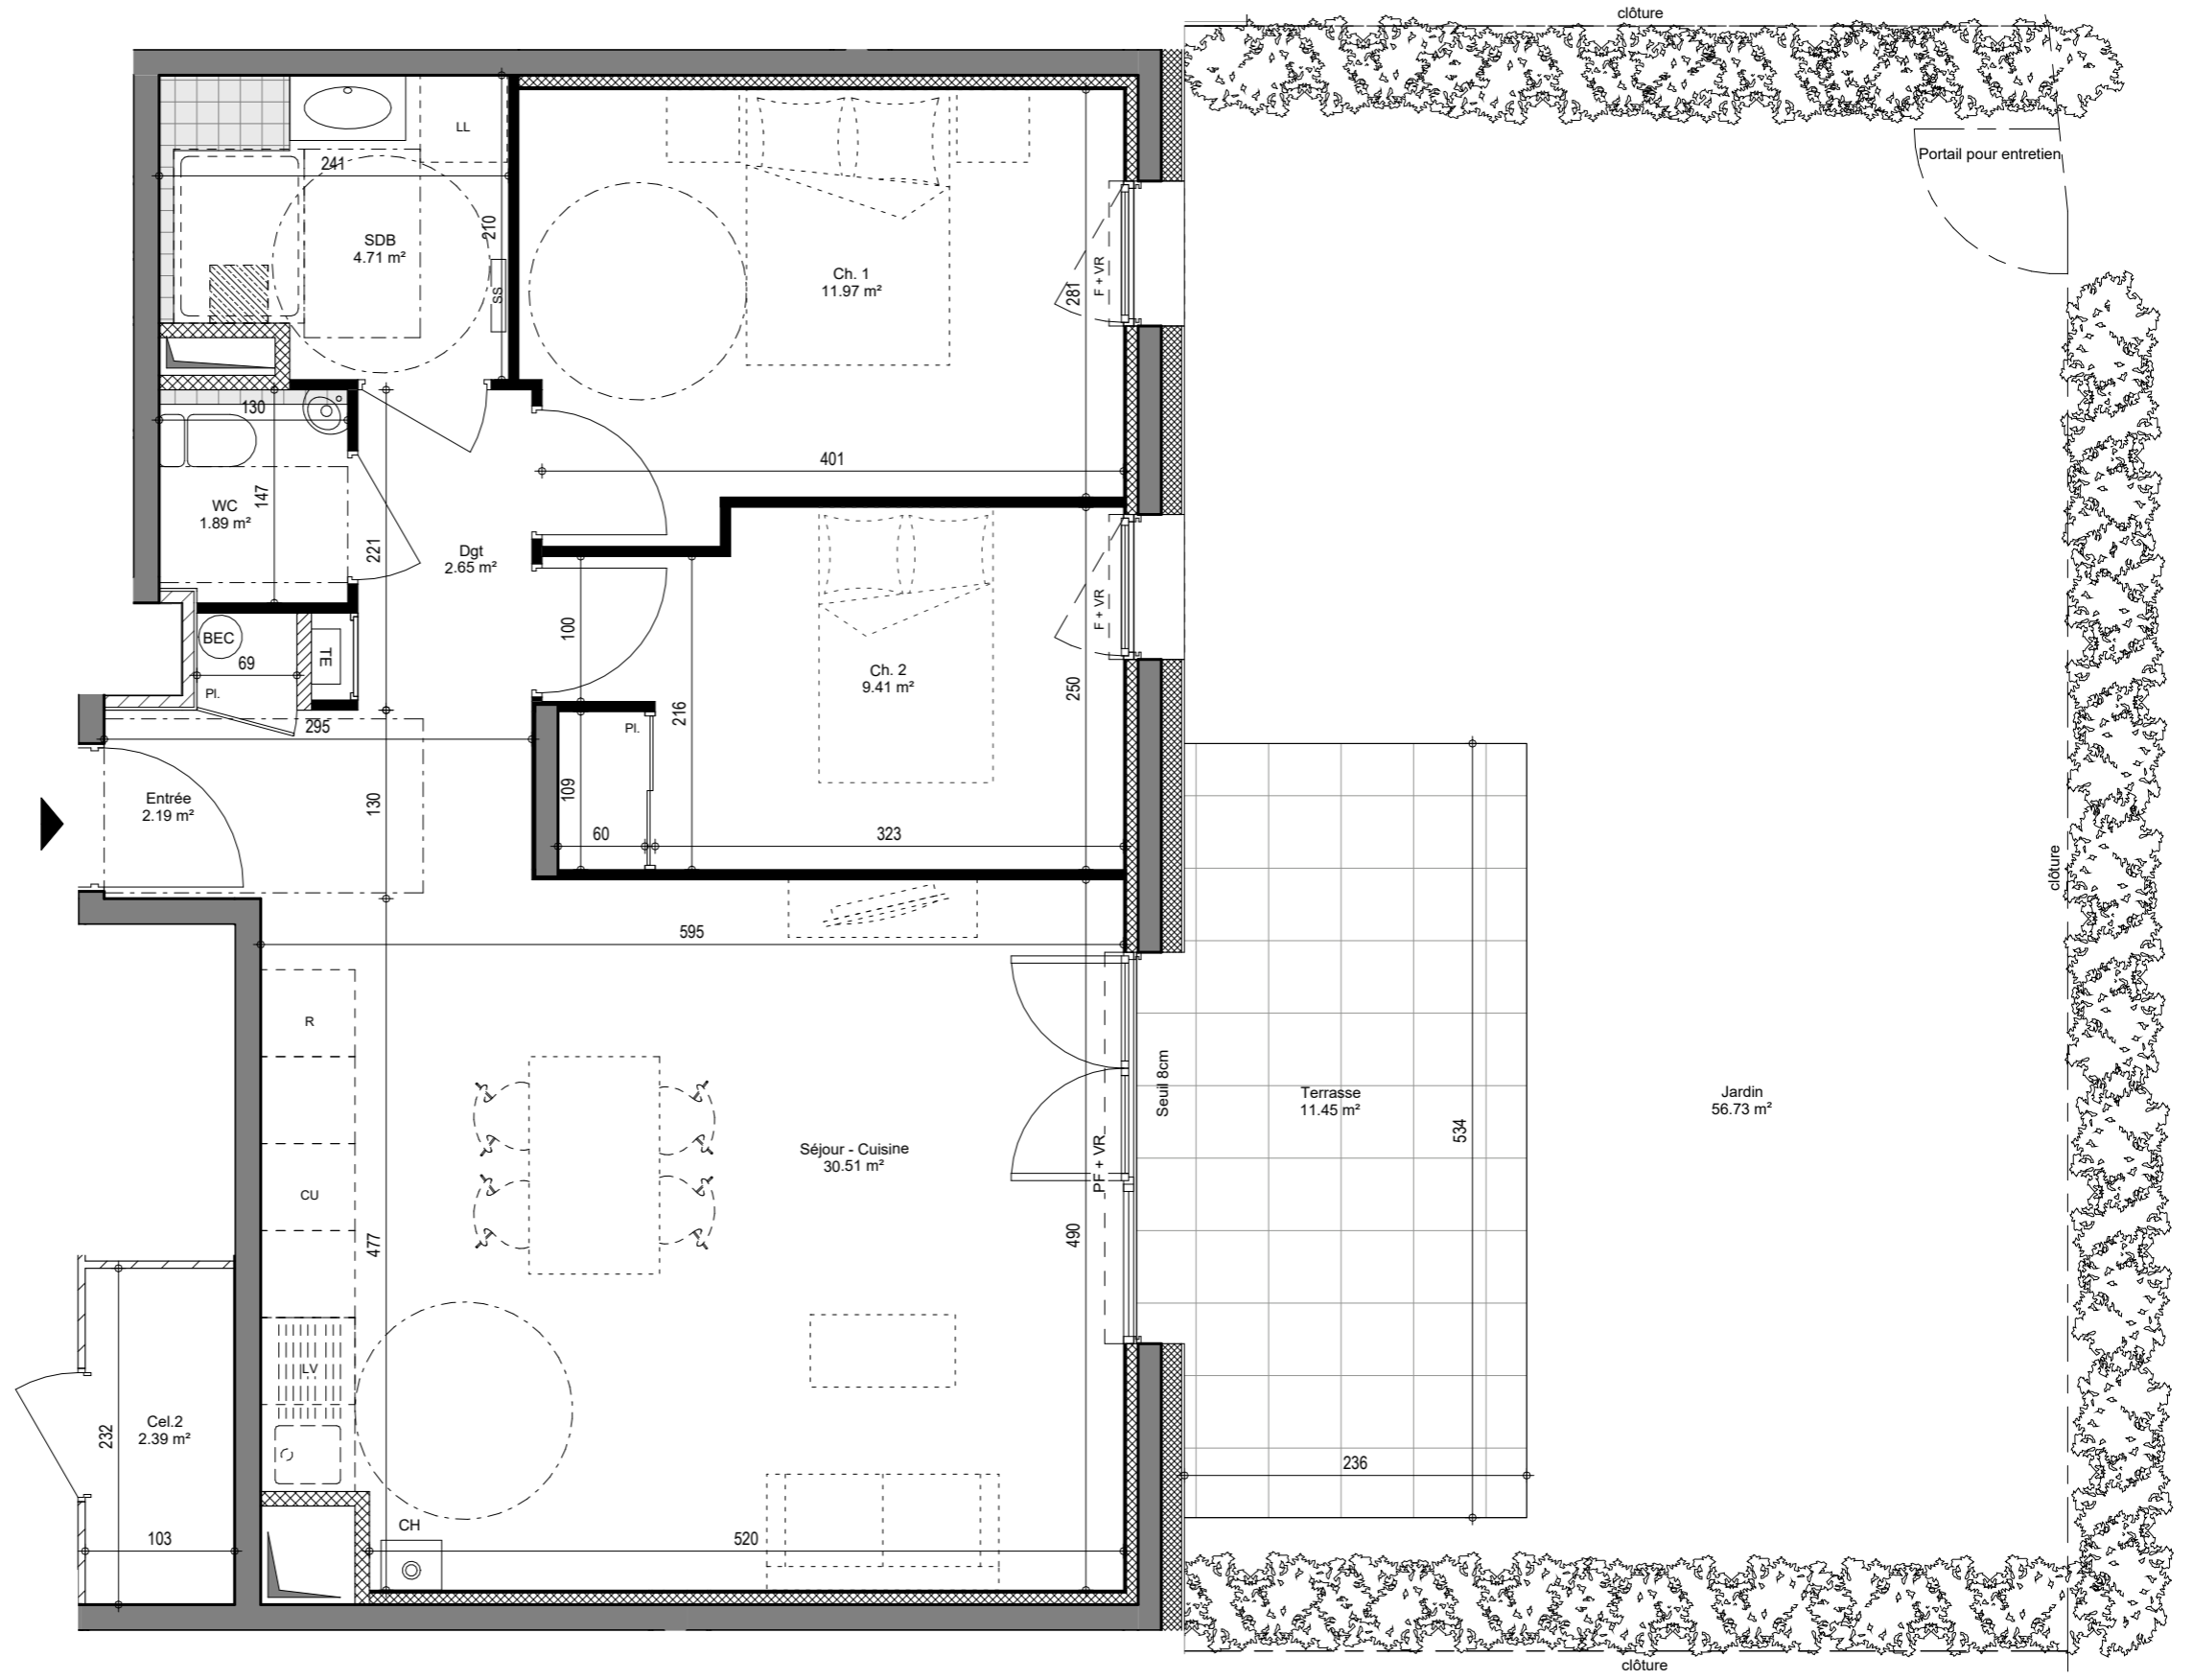 clôture
Portail pour entretien
LL
241
210
SDB
4.71 m²
SS
Ch. 1
11.97 m²
281
F + VR
130
401
WC
1.89 m²
147
221
Dgt
2.65 m²
100
F + VR
BEC
69
TE
Pl.
Ch. 2
9.41 m²
250
216
295
Pl.
Entrée
2.19 m²
130
109
60
323
clôture
595
R
Seuil 8cm
Terrasse
11.45 m²
534
Jardin
56.73 m²
Séjour - Cuisine
30.51 m²
PF + VR
CU
477
490
LV
Cel.2
2.39 m²
232
236
CH
103
520
clôture